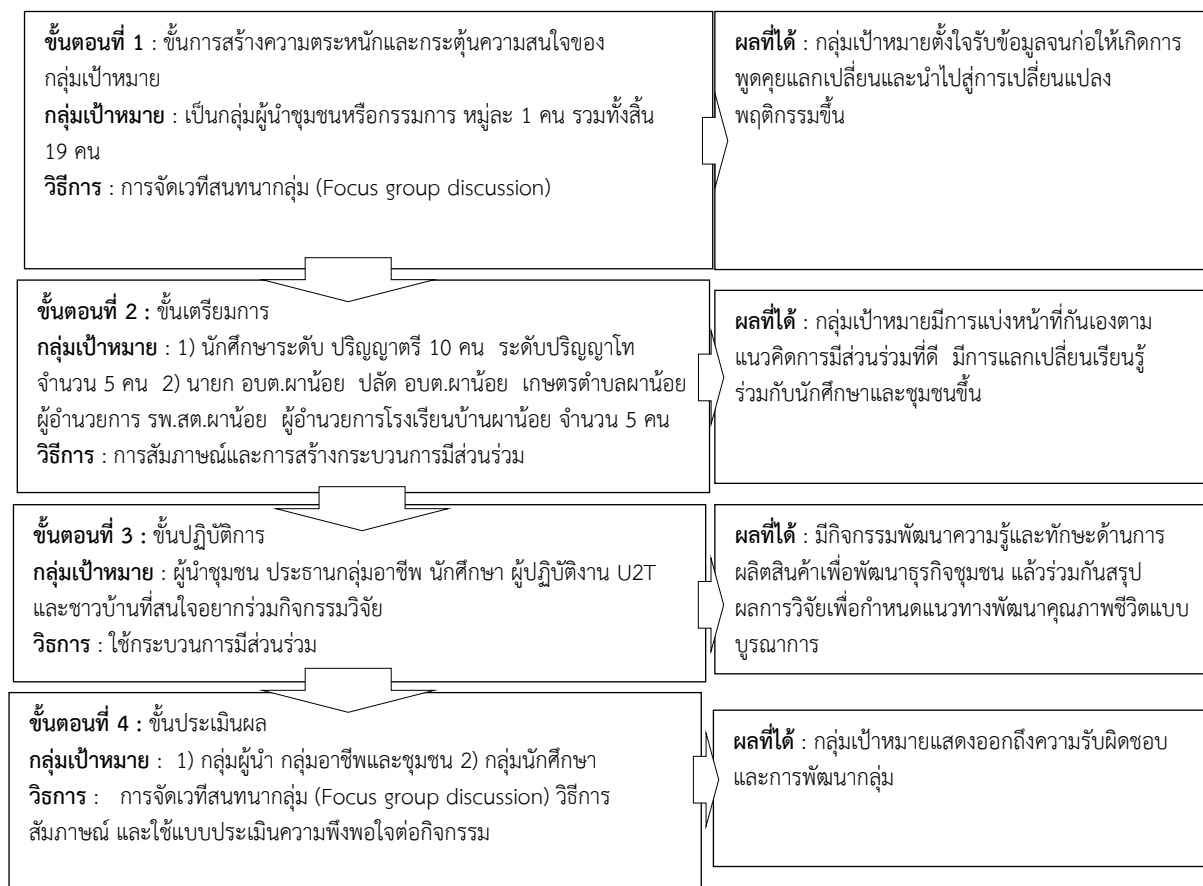 ขั้นตอนที่ 1 : ขั้นการสร้างความตระหนักและกระตุ้นความสนใจของ
กลุ่มเป้าหมาย
กลุ่มเป้าหมาย : เป็นกลุ่มผู้นำชุมชนหรือกรรมการ หมู่ละ 1 คน รวมทั้งสิ้น
19 คน
วิธีการ : การจัดเวทีสนทนากลุ่ม (Focus group discussion)
ผลที่ได้ : กลุ่มเป้าหมายตั้งใจรับข้อมูลจนก่อให้เกิดการ
พูดคุยแลกเปลี่ยนและนำไปสู่การเปลี่ยนแปลง
พฤติกรรมขึ้น
ขั้นตอนที่ 2 : ขั้นเตรียมการ
กลุ่มเป้าหมาย : 1) นักศึกษาระดับ ปริญญาตรี 10 คน ระดับปริญญาโท
จำนวน 5 คน 2) นายก อบต.ผาน้อย ปลัด อบต.ผาน้อย เกษตรตำบลผาน้อย
ผู้อำนวยการ รพ.สต.ผาน้อย ผู้อำนวยการโรงเรียนบ้านผาน้อย จำนวน 5 คน
วิธีการ : การสัมภาษณ์และการสร้างกระบวนการมีส่วนร่วม
ผลที่ได้ : กลุ่มเป้าหมายมีการแบ่งหน้าที่กันเองตาม
แนวคิดการมีส่วนร่วมที่ดี มีการแลกเปลี่ยนเรียนรู้
ร่วมกับนักศึกษาและชุมชนขึ้น
ขั้นตอนที่ 3 : ขั้นปฏิบัติการ
กลุ่มเป้าหมาย : ผู้นำชุมชน ประธานกลุ่มอาชีพ นักศึกษา ผู้ปฏิบัติงาน U2T
และชาวบ้านที่สนใจอยากร่วมกิจกรรมวิจัย
วิธการ : ใช้กระบวนการมีส่วนร่วม
ผลที่ได้ : มีกิจกรรมพัฒนาความรู้และทักษะด้านการ
ผลิตสินค้าเพื่อพัฒนาธุรกิจชุมชน แล้วร่วมกันสรุป
ผลการวิจัยเพื่อกำหนดแนวทางพัฒนาคุณภาพชีวิตแบบ
บูรณาการ
ขั้นตอนที่ 4 : ขั้นประเมินผล
กลุ่มเป้าหมาย : 1) กลุ่มผู้นำ กลุ่มอาชีพและชุมชน 2) กลุ่มนักศึกษา
วิธการ : การจัดเวทีสนทนากลุ่ม (Focus group discussion) วิธีการ
สัมภาษณ์ และใช้แบบประเมินความพึงพอใจต่อกิจกรรม
ผลที่ได้ : กลุ่มเป้าหมายแสดงออกถึงความรับผิดชอบ
และการพัฒนากลุ่ม